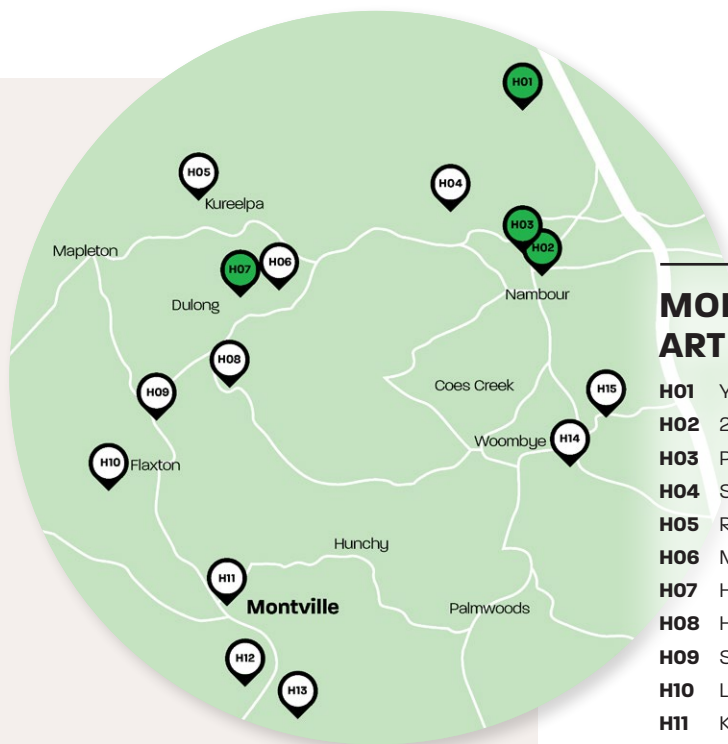 H01
H05
H04
Kureelpa
H03
H02
Mapleton
H07
H06
Nambour
Dulong
H08
Coes Creek
H09
H15
Woombye
H14
H10
Flaxton
Hunchy
H11
Montville
Palmwoods
H12
H13
ART
H01 Y
H02 2
H03 P
H04 S
H05 R
H06 M
H07 H
H08 H
H09 S
H10 L
H11 K